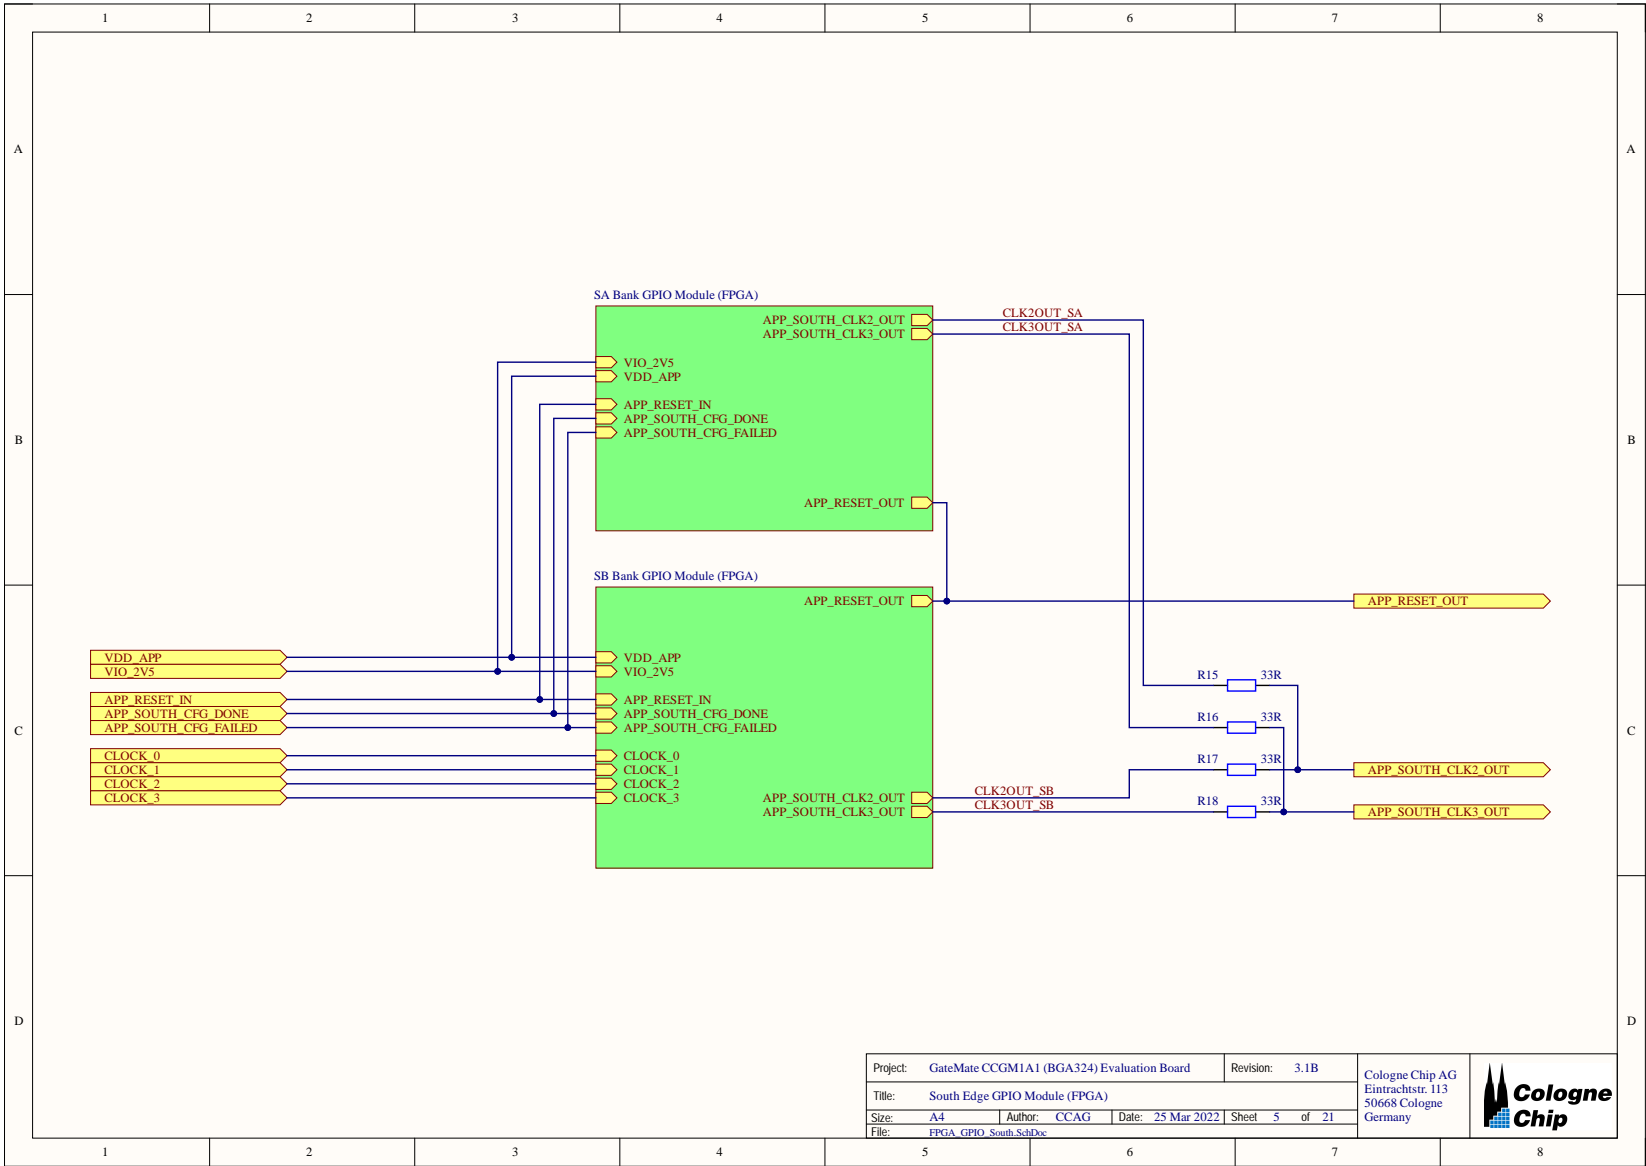 1 2 3 4 5 6 7 8
A A
SA Bank GPIO Module (FPGA)
APP_SOUTH_CLK2_OUT CLK2OUT_SA
APP_SOUTH_CLK3_OUT CLK3OUT_SA
VIO_2V5
VDD_APP
APP_RESET_IN
APP_SOUTH_CFG_DONE
APP_SOUTH_CFG_FAILED
B B
APP_RESET_OUT
SB Bank GPIO Module (FPGA)
APP_RESET_OUT APP_RESET_OUT
VDD_APP VDD_APP
VIO_2V5 VIO_2V5
R15 33R
APP_RESET_IN APP_RESET_IN
APP_SOUTH_CFG_DONE APP_SOUTH_CFG_DONE
R16 33R
APP_SOUTH_CFG_FAILED APP_SOUTH_CFG_FAILED
C C
CLOCK_0 CLOCK_0
R17 33R
CLOCK_1 CLOCK_1 APP_SOUTH_CLK2_OUT
CLOCK_2 CLOCK_2
CLOCK_3 CLOCK_3 APP_SOUTH_CLK2_OUT CLK2OUT_SB
R18 33R
APP_SOUTH_CLK3_OUT CLK3OUT_SB APP_SOUTH_CLK3_OUT
D D
Project: GateMate CCGM1A1 (BGA324) Evaluation Board Revision: 3.1B
Title: South Edge GPIO Module (FPGA)
Size: A4 Author: CCAG Date: 25 Mar 2022 Sheet 5 of 21
File: FPGA_GPIO_South.SchDoc
Cologne Chip AG
Eintrachtstr. 113
50668 Cologne
Germany
Cologne
Chip
1 2 3 4 5 6 7 8